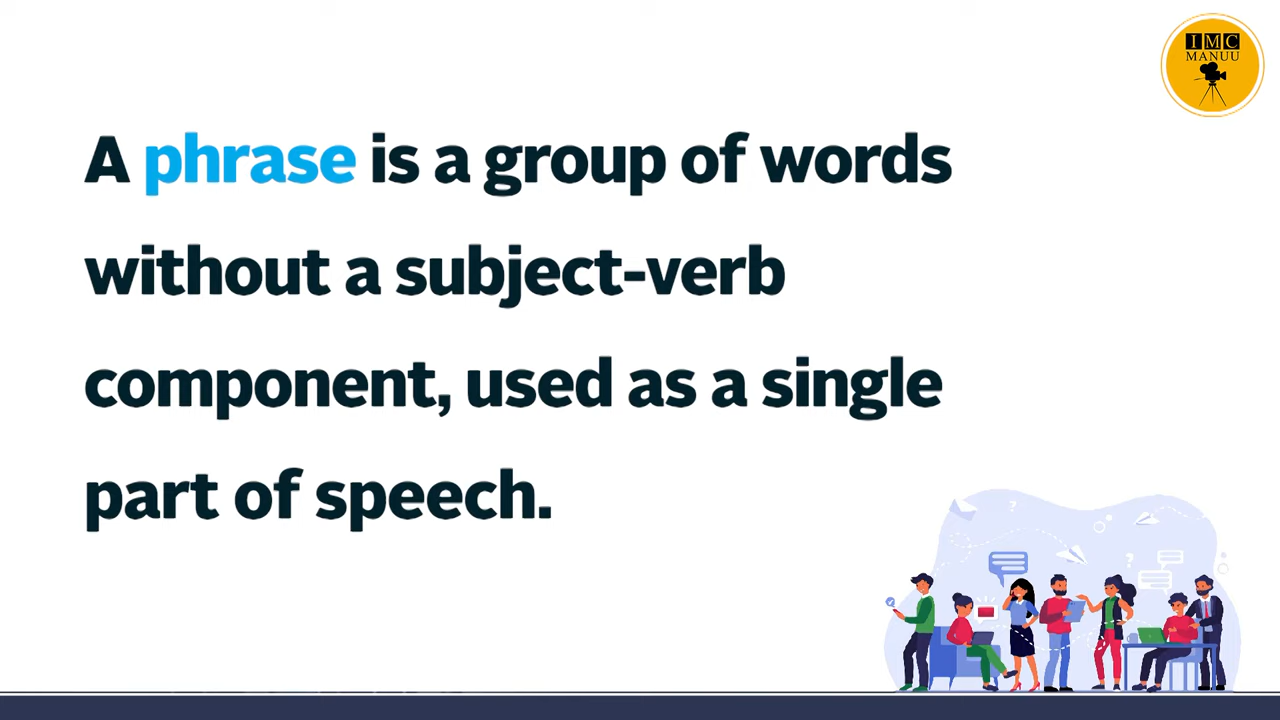 IMC
MANUU
A phrase is a group of words
without a subject-verb
component, used as a single
part of speech.